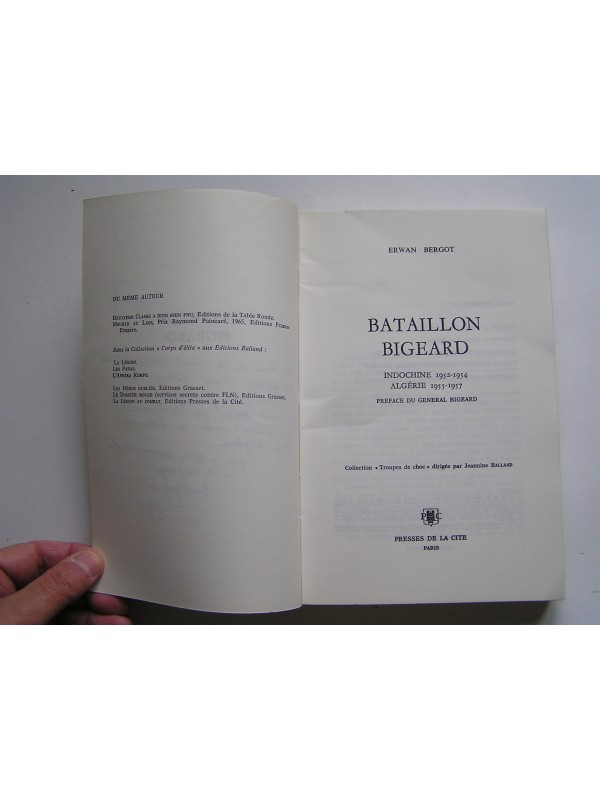 DU MEME AUTEUR
DEUXIÈME CLASSE A DIEN BIEN PHU, Editions de la Table Ronde.
MOURIR AU LAOS, Prix Raymond Poincaré, 1965, Editions France-
Empire.
Dans la Collection « Corps d'élite » aux Editions Balland :
LA LÉGION.
LES PARAS.
L'AFRIKA KORPS.
LES HÉROS OUBLIÉS, Editions Grasset.
LE DOSSIER ROUGE (services secrets contre FLN), Editions Grasset.
LA LÉGION AU COMBAT, Editions Presses de la Cité.
ERWAN BERGOT
BATAILLON
BIGEARD
INDOCHINE 1952-1954
ALGÉRIE 1955-1957
PREFACE DU GENERAL BIGEARD
Collection « Troupes de choc » dirigée par Jeannine BALLAND
P C
PRESSES DE LA CITE
PARIS